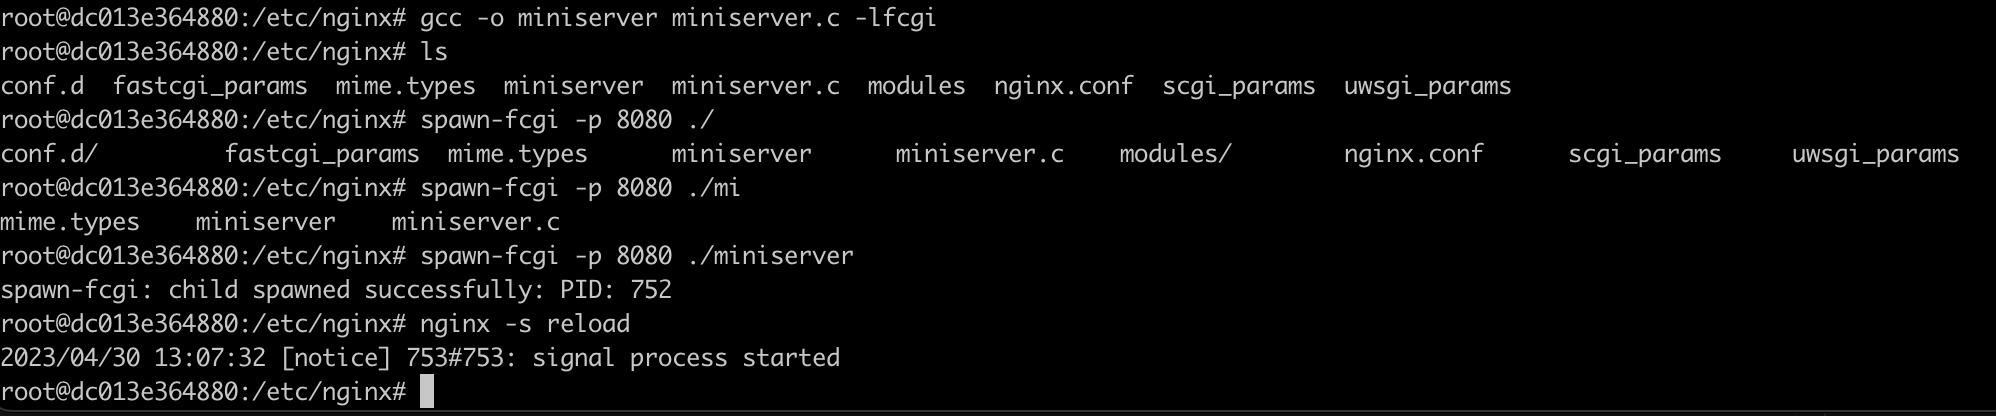 root@dc013e364880:/etc/nginx# gcc -o miniserver miniserver.c -lfcgi
root@dc013e364880:/etc/nginx# ls
conf.d  fastcgi_params  mime.types  miniserver  miniserver.c  modules  nginx.conf  scgi_params  uwsgi_params
root@dc013e364880:/etc/nginx# spawn-fcgi -p 8080 ./
conf.d/         fastcgi_params  mime.types      miniserver      miniserver.c    modules/        nginx.conf      scgi_params     uwsgi_params
root@dc013e364880:/etc/nginx# spawn-fcgi -p 8080 ./mi
mime.types    miniserver    miniserver.c
root@dc013e364880:/etc/nginx# spawn-fcgi -p 8080 ./miniserver
spawn-fcgi: child spawned successfully: PID: 752
root@dc013e364880:/etc/nginx# nginx -s reload
2023/04/30 13:07:32 [notice] 753#753: signal process started
root@dc013e364880:/etc/nginx#